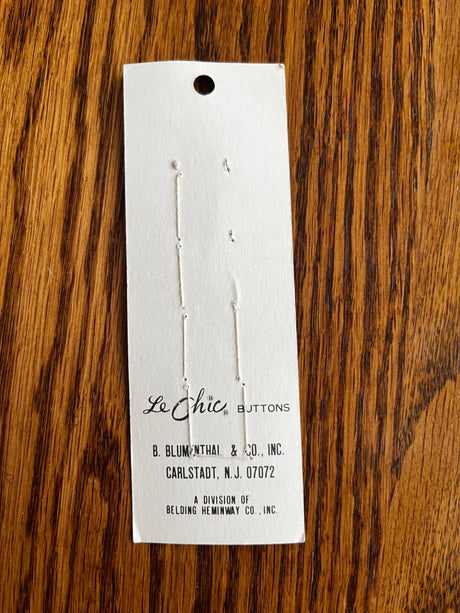 Le Chic ® BUTTONS
B. BLUMENTHAL & CO., INC.
CARLSTADT, N.J. 07072
A DIVISION OF
BELDING HEMINWAY CO., INC.